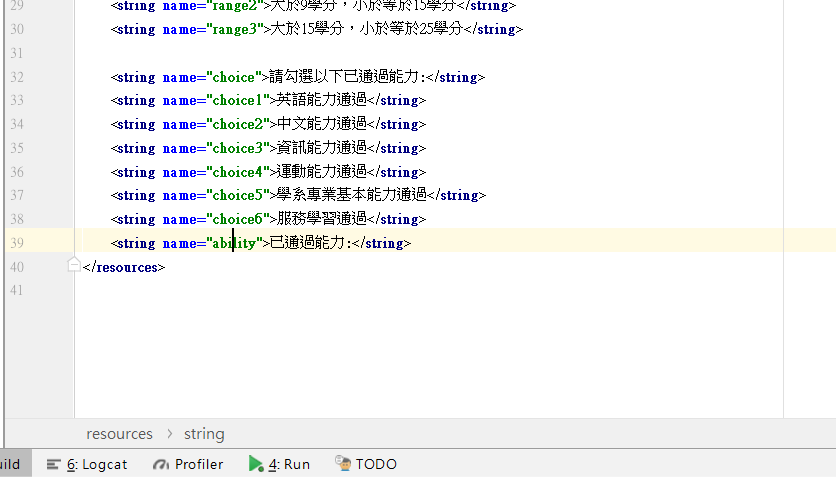 29 <string name="range2">大於9學分，小於等於15學分</string>
30 <string name="range3">大於15學分，小於等於25學分</string>
31
32 <string name="choice">請勾選以下已通過能力:</string>
33 <string name="choice1">英語能力通過</string>
34 <string name="choice2">中文能力通過</string>
35 <string name="choice3">資訊能力通過</string>
36 <string name="choice4">運動能力通過</string>
37 <string name="choice5">學系專業基本能力通過</string>
38 <string name="choice6">服務學習通過</string>
39 <string name="ability">已通過能力:</string>
40 </resources>
41
resources > string
uild 6: Logcat Profiler 4: Run TODO